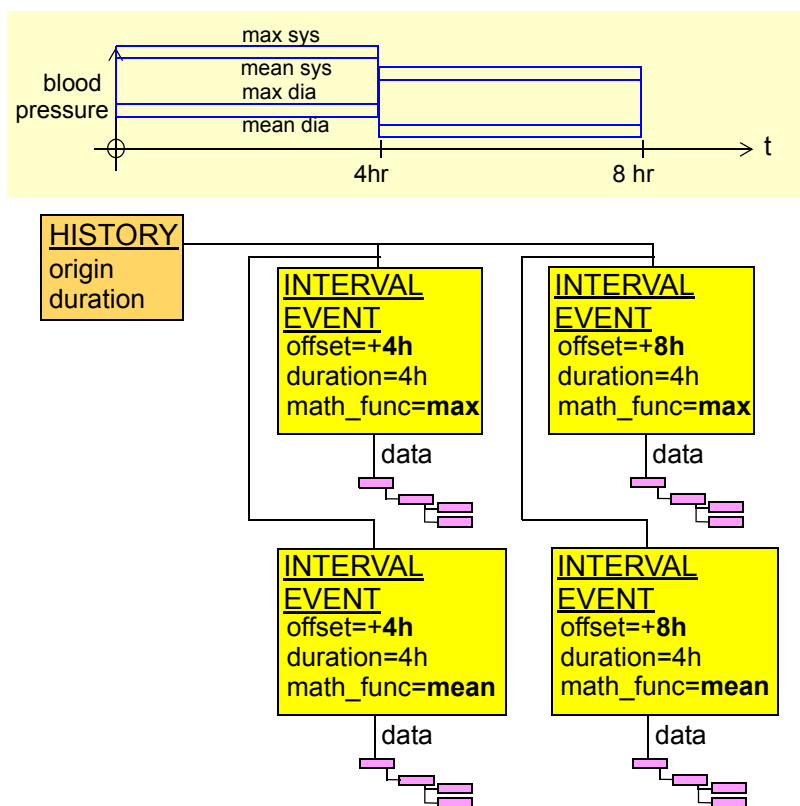 max sys
mean sys
max dia
mean dia
blood
pressure
t
4hr
8 hr
HISTORY
origin
duration
INTERVAL
EVENT
offset=+4h
duration=4h
math_func=max
data
INTERVAL
EVENT
offset=+8h
duration=4h
math_func=max
data
INTERVAL
EVENT
offset=+4h
duration=4h
math_func=mean
data
INTERVAL
EVENT
offset=+8h
duration=4h
math_func=mean
data